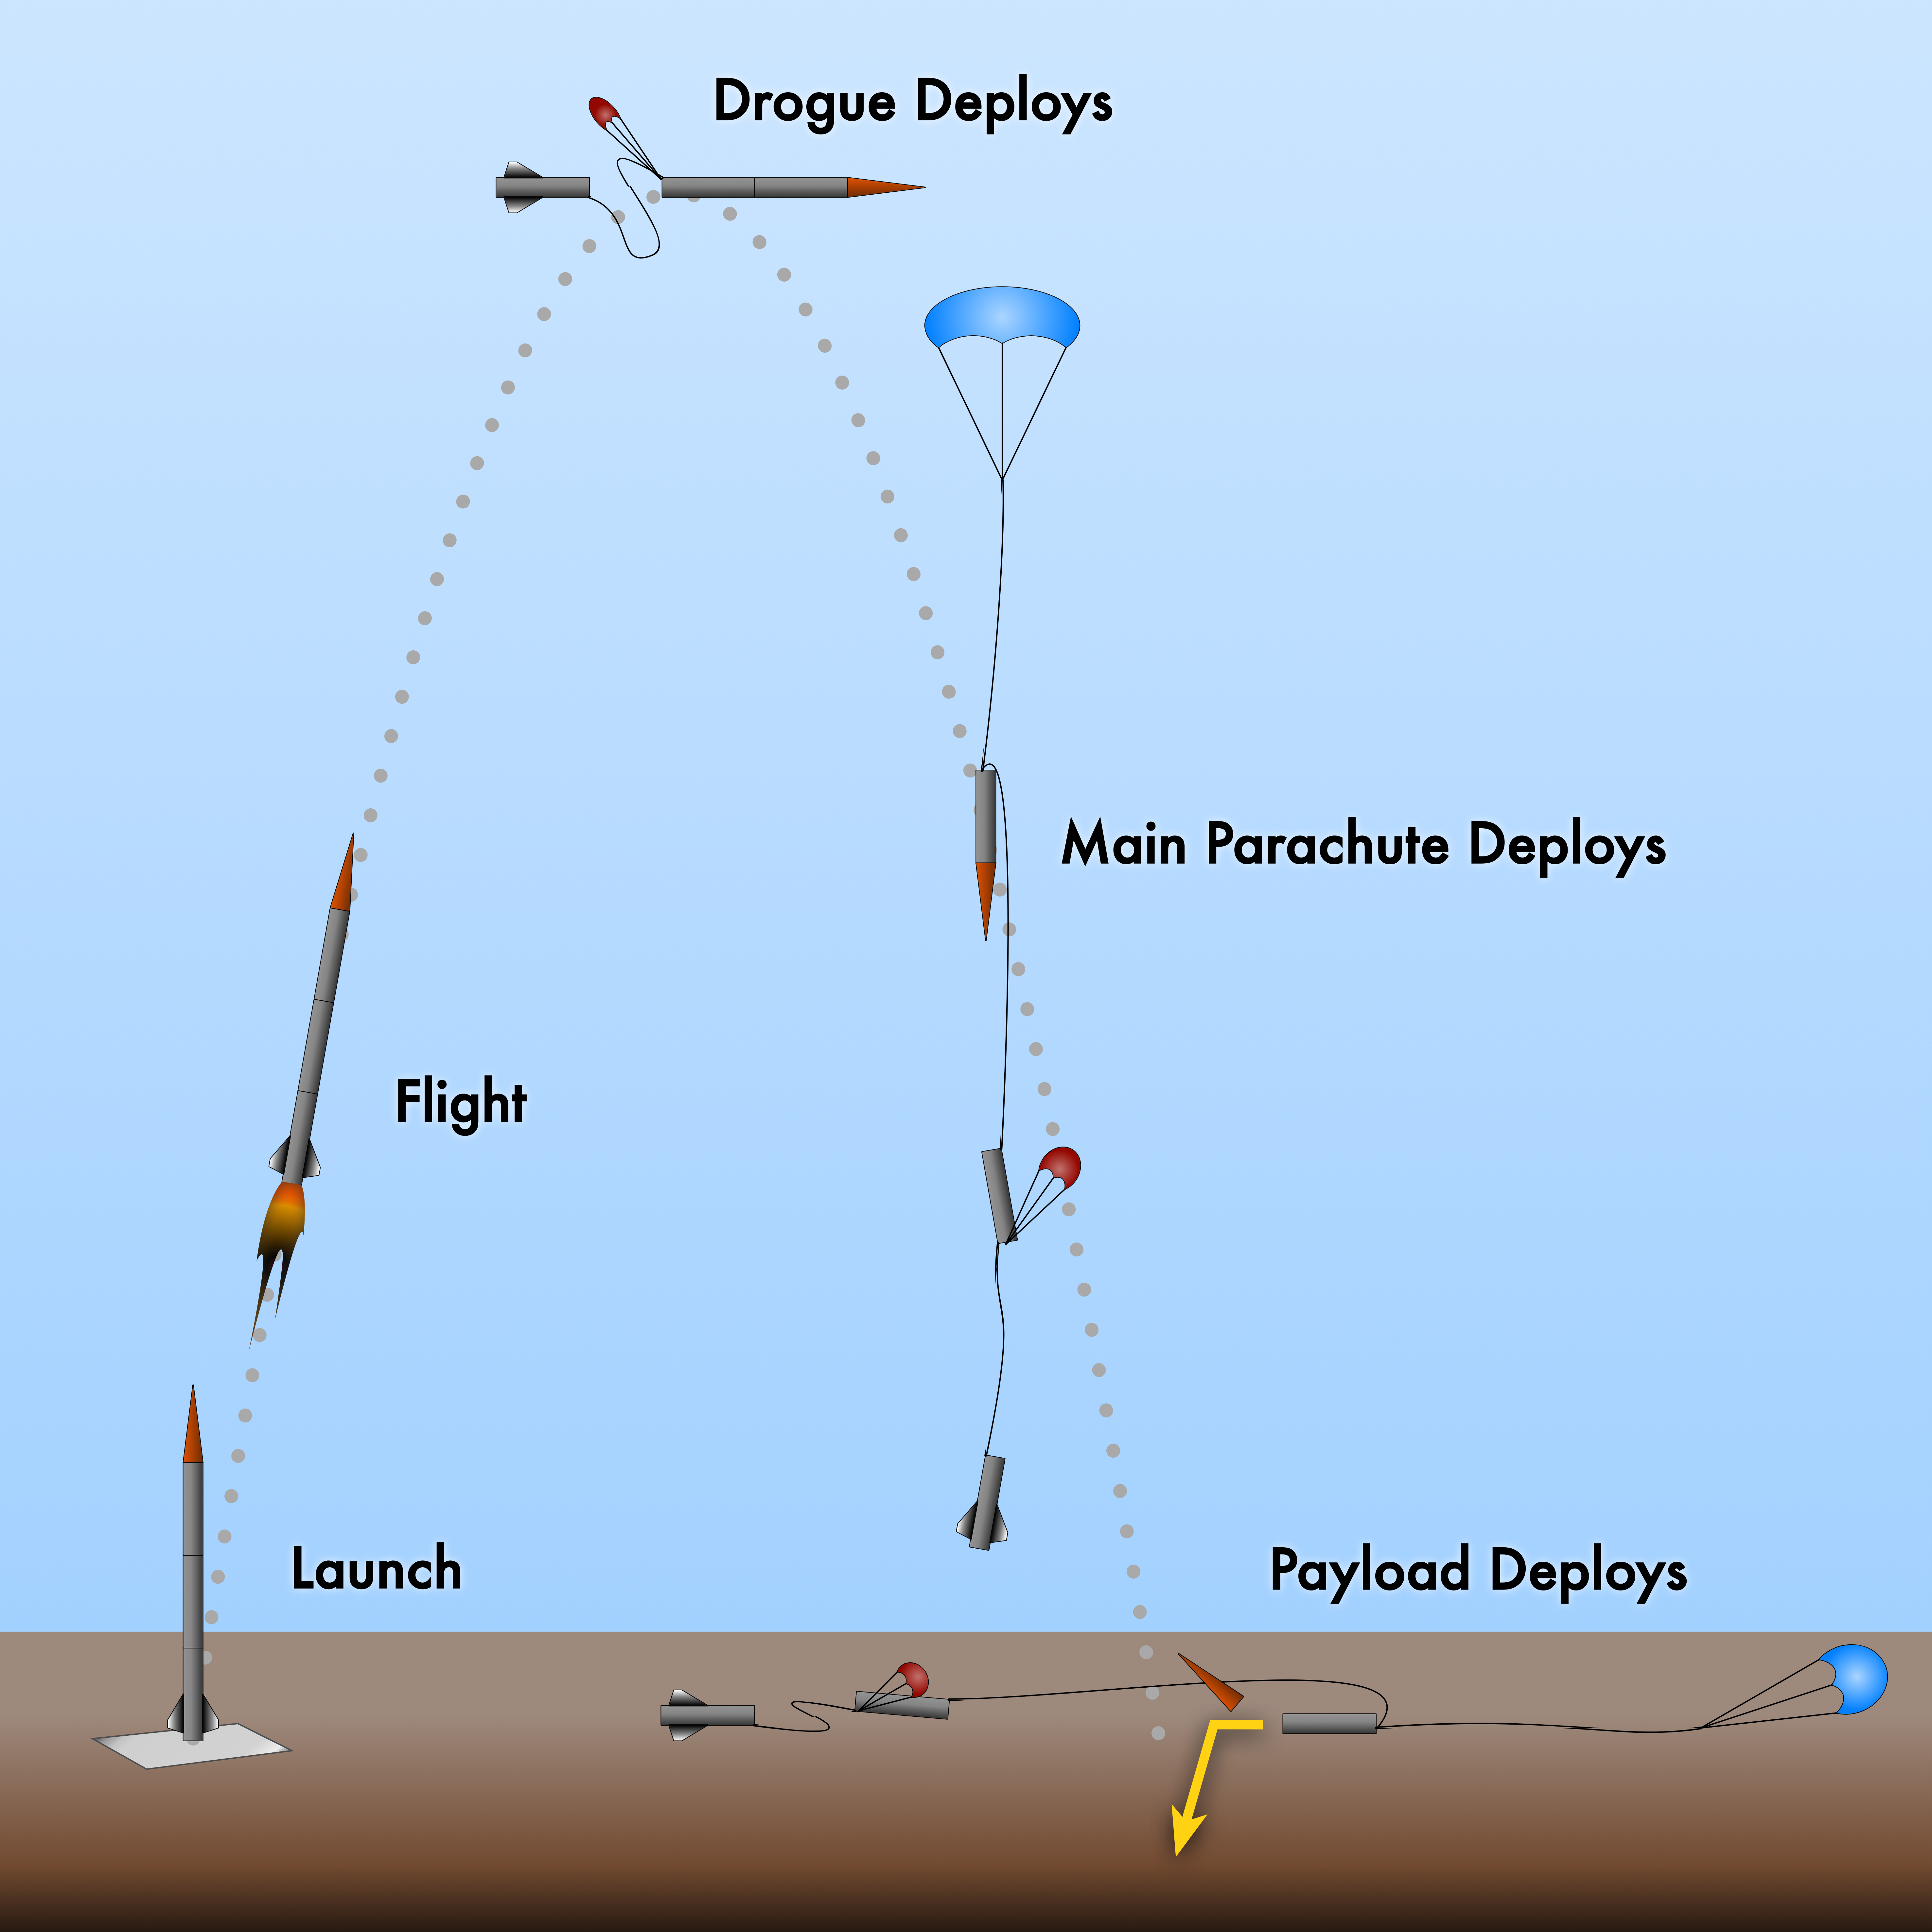 Drogue Deploys
Main Parachute Deploys
Flight
Launch
Payload Deploys